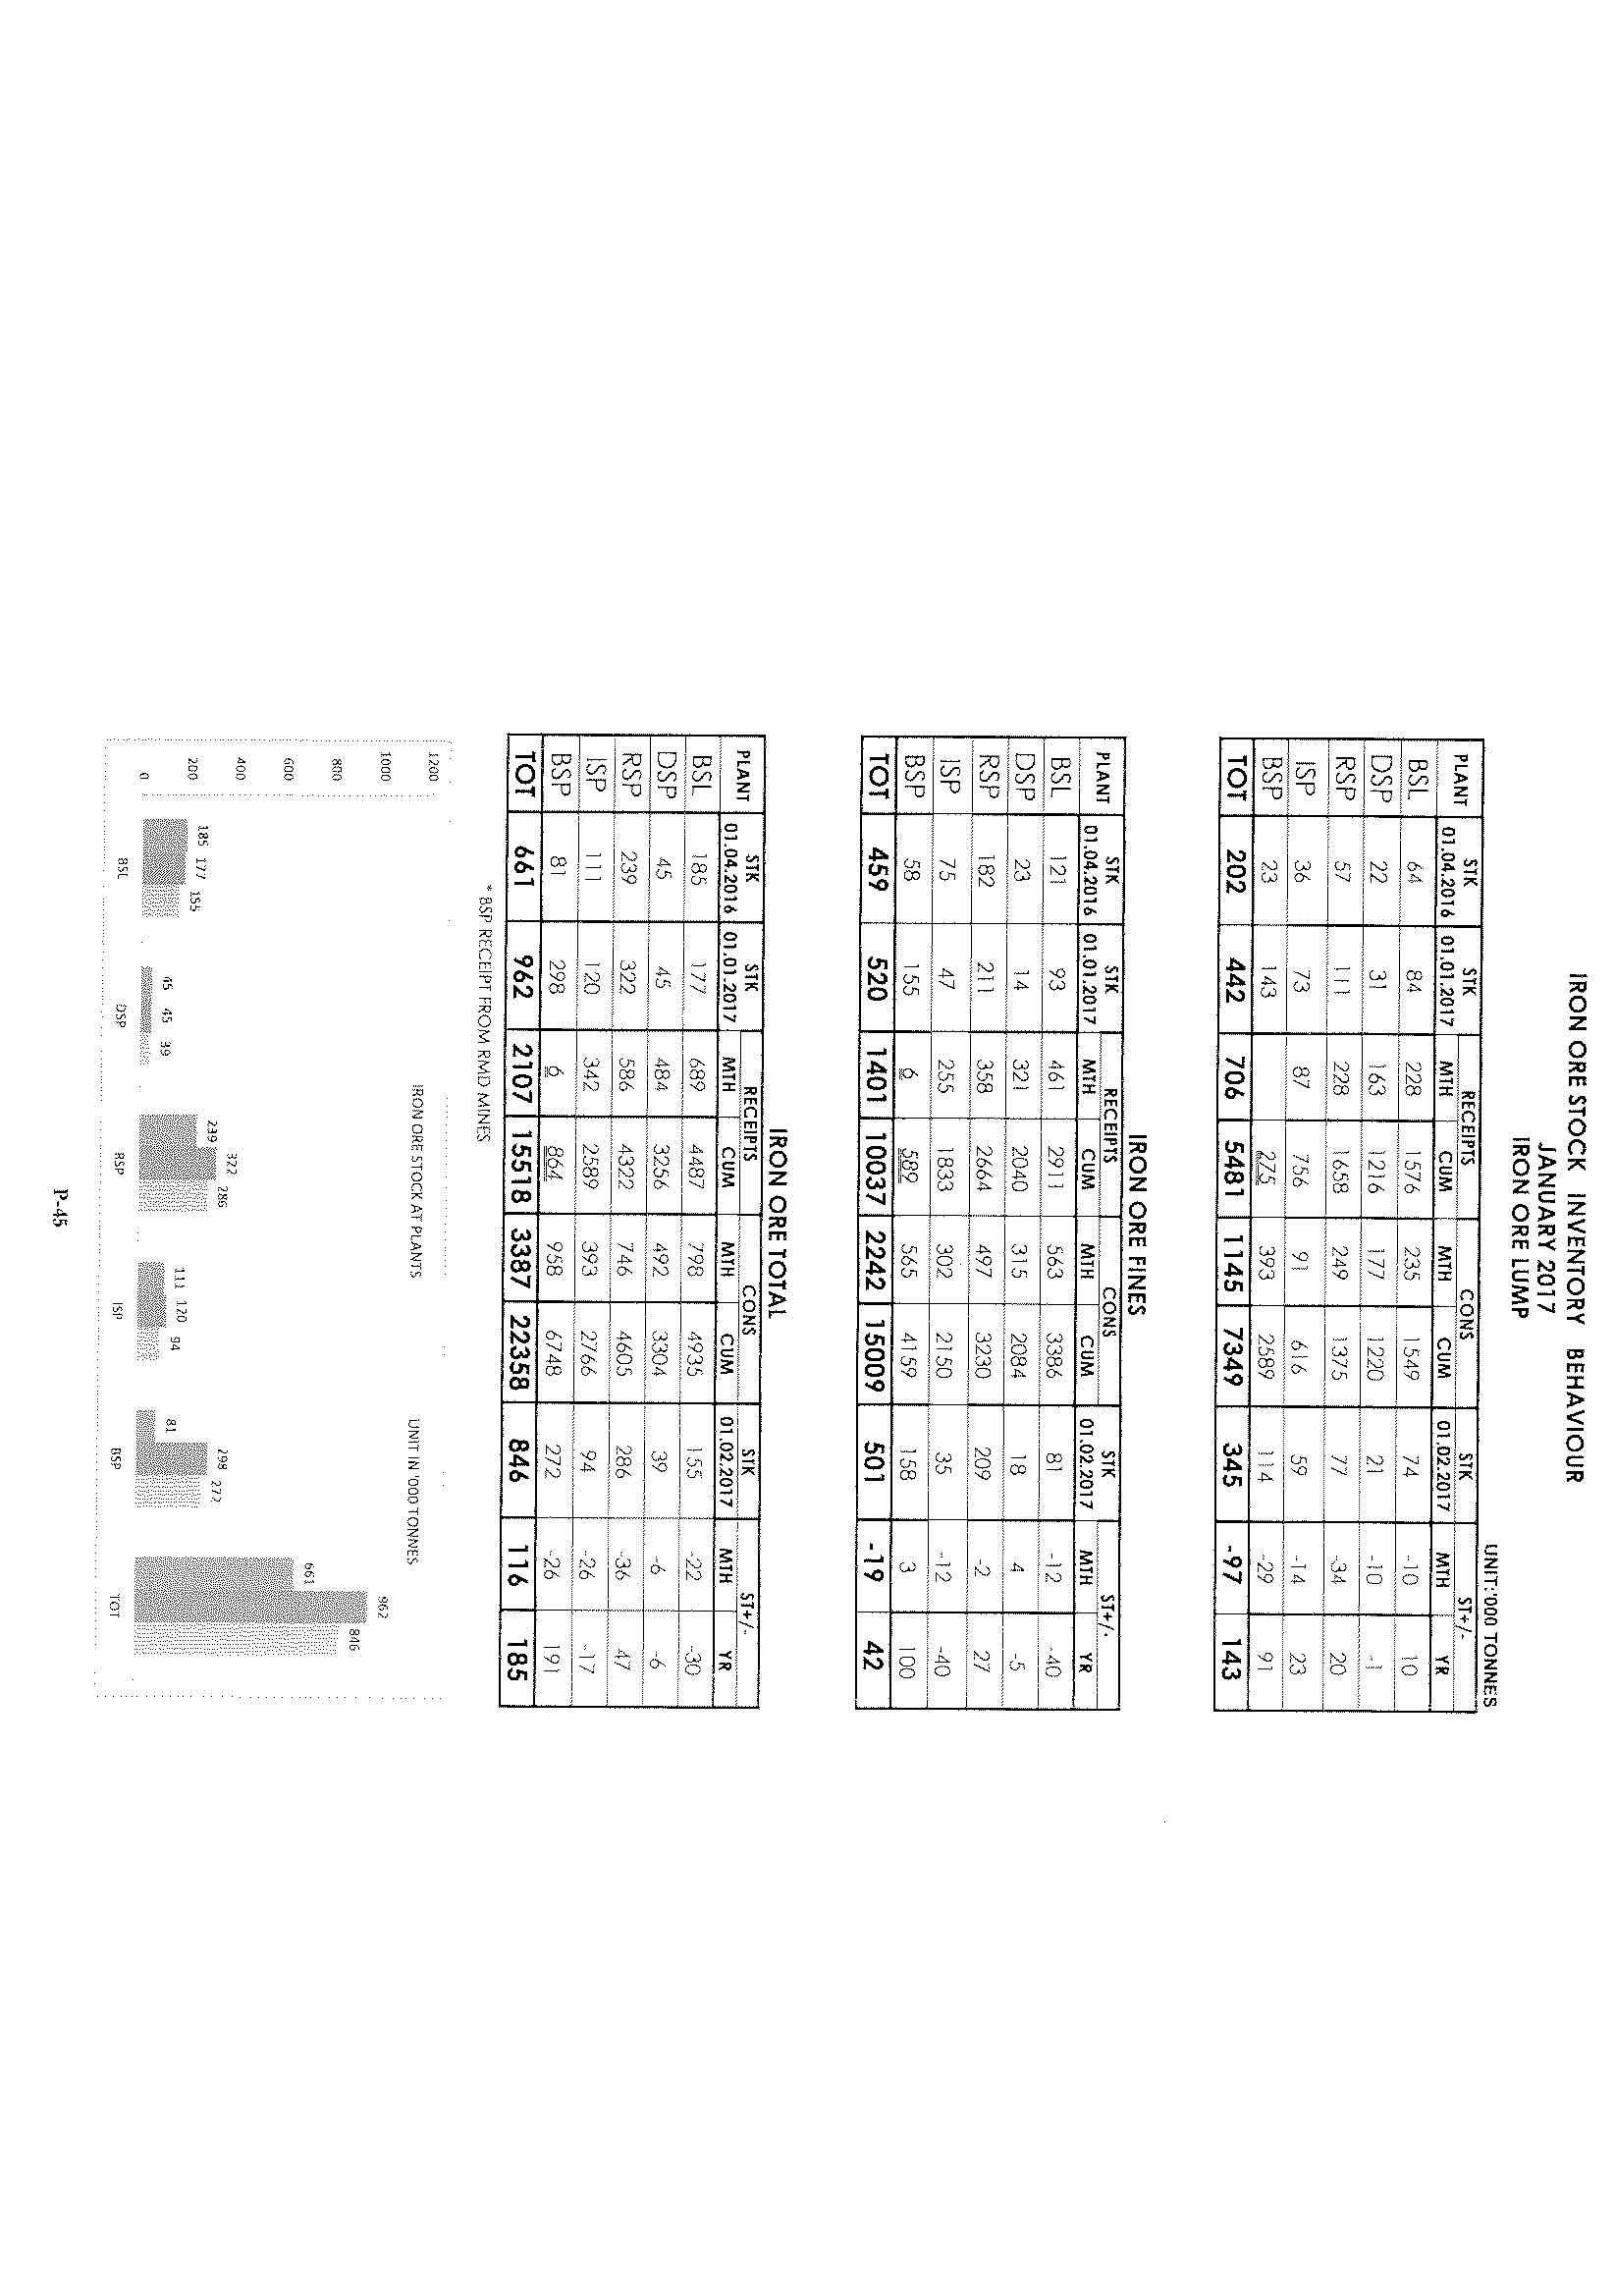 IRON ORE STOCK INVENTORY BEHAVIOUR
JANUARY 2017
IRON ORE LUMP
UNIT:'000 TONNES
PLANT STK STK RECEIPTS CONS STK ST+/-
01.04.2016 01.01.2017 MTH CUM MTH CUM 01.02.2017 MTH YR
BSL 64 84 228 1576 235 1549 74 -10 10
DSP 22 31 163 1216 177 1220 21 -10 -1
RSP 57 111 228 1658 249 1375 77 -34 20
ISP 36 73 87 756 91 616 59 -14 23
BSP 23 143 275 393 2589 114 -29 91
TOT 202 442 706 5481 1145 7349 345 -97 143
IRON ORE FINES
PLANT STK STK RECEIPTS CONS STK ST+/-
01.04.2016 01.01.2017 MTH CUM MTH CUM 01.02.2017 MTH YR
BSL 121 93 461 2911 563 3386 81 -12 -40
DSP 23 14 321 2040 315 2084 18 4 -5
RSP 182 211 358 2664 497 3230 209 -2 27
ISP 75 47 255 1833 302 2150 35 -12 -40
BSP 58 155 6 589 565 4159 158 3 100
TOT 459 520 1401 10037 2242 15009 501 -19 42
IRON ORE TOTAL
PLANT STK STK RECEIPTS CONS STK ST+/-
01.04.2016 01.01.2017 MTH CUM MTH CUM 01.02.2017 MTH YR
BSL 185 177 689 4487 798 4935 155 -22 -30
DSP 45 45 484 3256 492 3304 39 -6 -6
RSP 239 322 586 4322 746 4605 286 -36 47
ISP 111 120 342 2589 393 2766 94 -26 -17
BSP 81 298 6 864 958 6748 272 -26 191
TOT 661 962 2107 15518 3387 22358 846 116 185
* BSP RECEIPT FROM RMD MINES
IRON ORE STOCK AT PLANTS UNIT IN '000 TONNES
1200
1000
800
600
400
200
0
185 177 155
45 45 39
239 322 286
111 120 94
81 298 272
661 962 846
BSL DSP RSP ISP BSP TOT
P-45